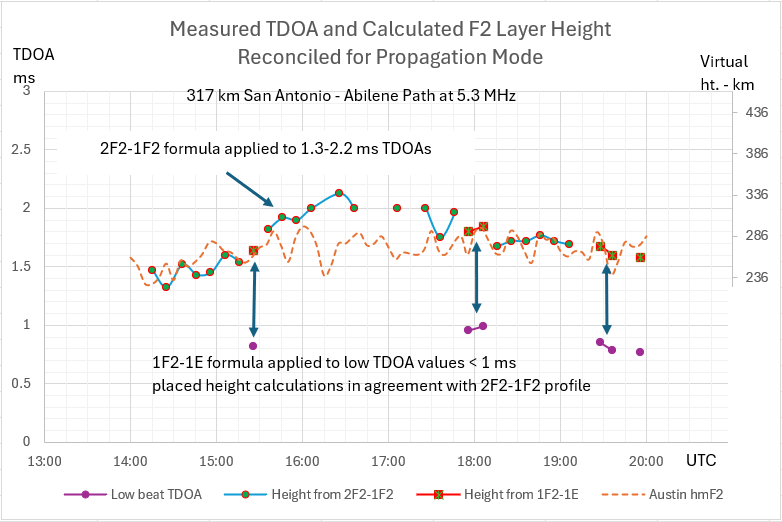 Measured TDOA and Calculated F2 Layer Height
Reconciled for Propagation Mode
TDOA
ms
Virtual
ht. - km
317 km San Antonio - Abilene Path at 5.3 MHz
2F2-1F2 formula applied to 1.3-2.2 ms TDOAs
3
2.5
2
1.5
1
0.5
0
436
386
336
286
236
1F2-1E formula applied to low TDOA values < 1 ms
placed height calculations in agreement with 2F2-1F2 profile
13:00 14:00 15:00 16:00 17:00 18:00 19:00 20:00 UTC
Low beat TDOA Height from 2F2-1F2 Height from 1F2-1E Austin hmF2